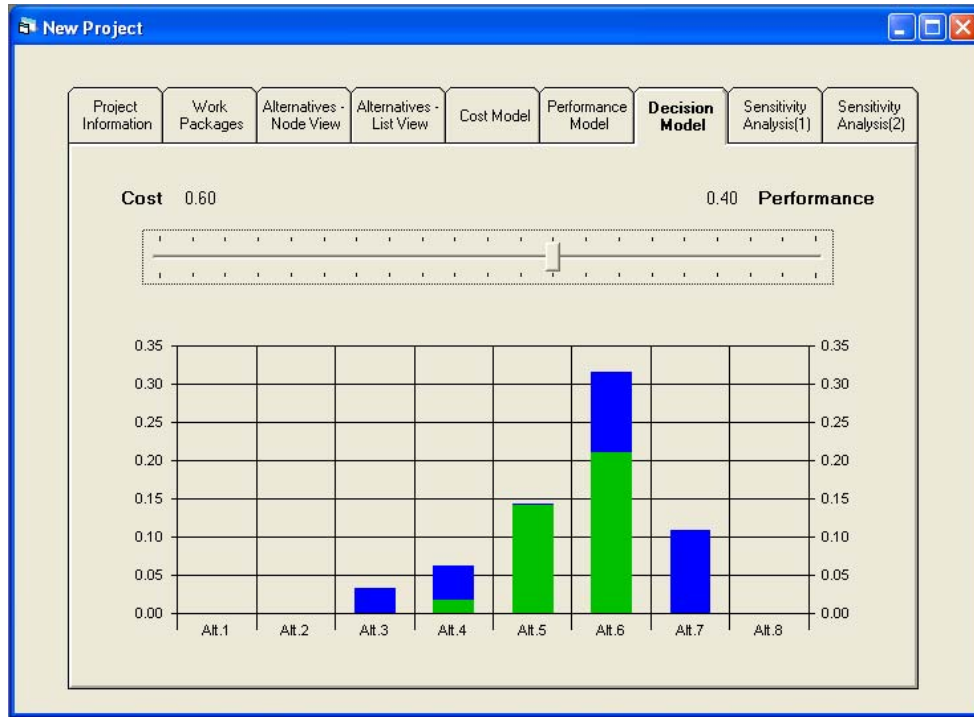 New Project
Project Information
Work Packages
Alternatives - Node View
Alternatives - List View
Cost Model
Performance Model
Decision Model
Sensitivity Analysis(1)
Sensitivity Analysis(2)
Cost 0.60 0.40 Performance
0.35 0.35
0.30 0.30
0.25 0.25
0.20 0.20
0.15 0.15
0.10 0.10
0.05 0.05
0.00 0.00
Alt.1 Alt.2 Alt.3 Alt.4 Alt.5 Alt.6 Alt.7 Alt.8